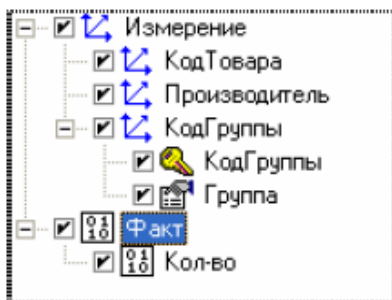 Измерение
КодТовара
Производитель
КодГруппы
КодГруппы
Группа
Факт
Кол-во